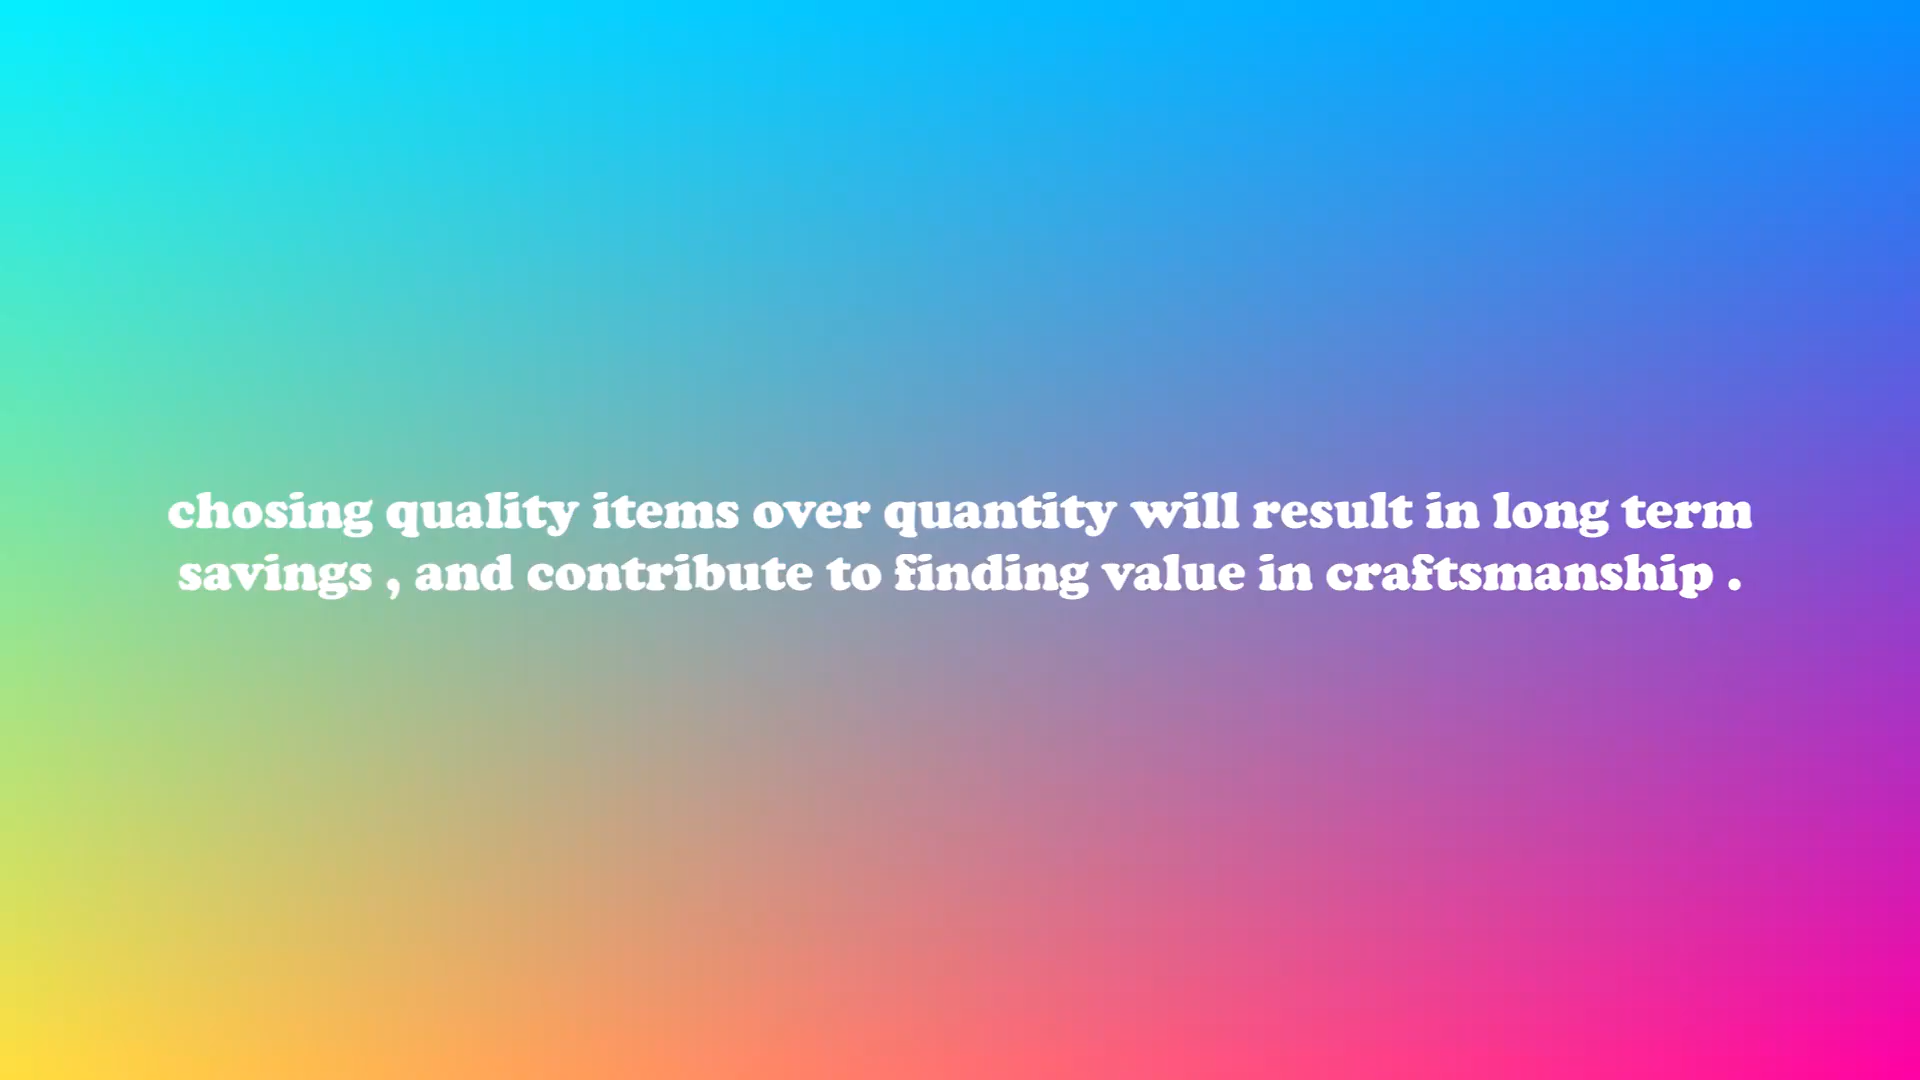 chosing quality items over quantity will result in long term
savings , and contribute to finding value in craftsmanship .